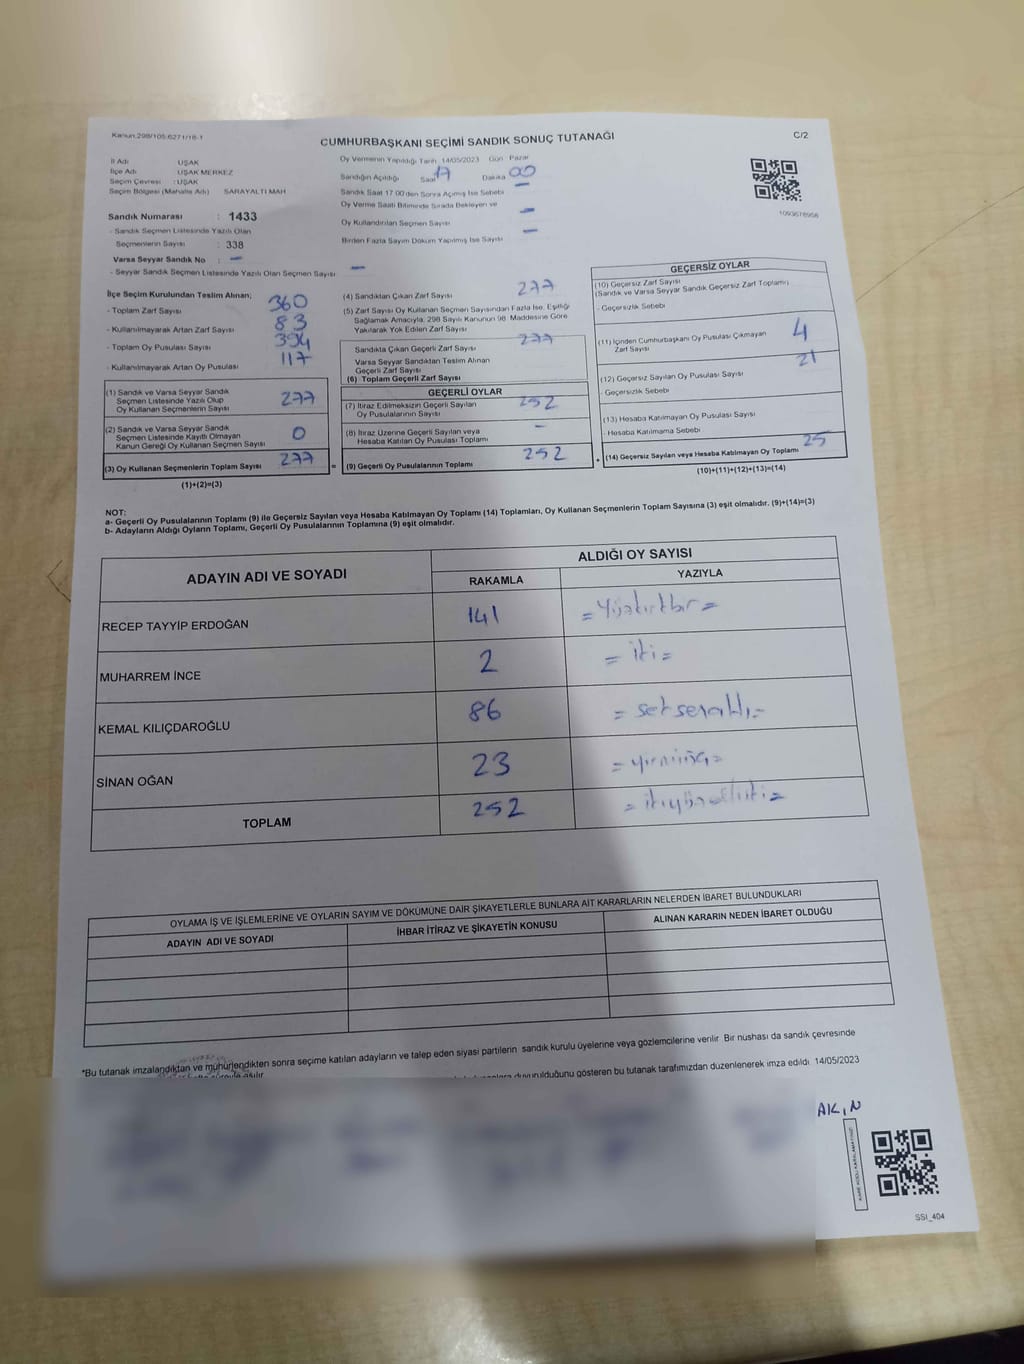 Kanun:298/105:6271/18-1
CUMHURBAŞKANI SEÇİMİ SANDIK SONUÇ TUTANAĞI
C/2
İl Adı : UŞAK
İlçe Adı : UŞAK MERKEZ
Seçim Çevresi : UŞAK
Seçim Bölgesi (Mahalle Adı) SARAYALTI MAH
Sandık Numarası : 1433
- Sandık Seçmen Listesinde Yazılı Olan
Seçmenlerin Sayısı : 338
Varsa Seyyar Sandık No : -
- Seyyar Sandık Seçmen Listesinde Yazılı Olan Seçmen Sayısı -
Oy Vermenin Yapıldığı Tarih 14/05/2023 Gün Pazar
Sandığın Açıldığı Saat 17 Dakika 00
Sandık Saat 17:00'den Sonra Açılmış İse Sebebi -
Oy Verme Saati Bitiminde Sırada Bekleyen ve
Oy Kullandırılan Seçmen Sayısı -
Birden Fazla Sayım Döküm Yapılmış İse Sayısı -
1093678958
İlçe Seçim Kurulundan Teslim Alınan;
- Toplam Zarf Sayısı 360
- Kullanılmayarak Artan Zarf Sayısı 83
- Toplam Oy Pusulası Sayısı 394
- Kullanılmayarak Artan Oy Pusulası 117
(1) Sandık ve Varsa Seyyar Sandık
Seçmen Listesinde Yazılı Olup
Oy Kullanan Seçmenlerin Sayısı 277
(2) Sandık ve Varsa Seyyar Sandık
Seçmen Listesinde Kayıtlı Olmayan
Kanun Gereği Oy Kullanan Seçmen Sayısı 0
(3) Oy Kullanan Seçmenlerin Toplam Sayısı 277
(1)+(2)=(3)
(4) Sandıktan Çıkan Zarf Sayısı 277
(5) Zarf Sayısı Oy Kullanan Seçmen Sayısından Fazla İse, Eşitliği
Sağlamak Amacıyla; 298 Sayılı Kanunun 98. Maddesine Göre
Yakılarak Yok Edilen Zarf Sayısı
Sandıkta Çıkan Geçerli Zarf Sayısı 277
Varsa Seyyar Sandıktan Teslim Alınan
Geçerli Zarf Sayısı
(6) Toplam Geçerli Zarf Sayısı
GEÇERLİ OYLAR
(7) İtiraz Edilmeksizin Geçerli Sayılan
Oy Pusulalarının Sayısı 252
(8) İtiraz Üzerine Geçerli Sayılan veya
Hesaba Katılan Oy Pusulası Toplamı -
= (9) Geçerli Oy Pusulalarının Toplamı 252 +
GEÇERSİZ OYLAR
(10) Geçersiz Zarf Sayısı
(Sandık ve Varsa Seyyar Sandık Geçersiz Zarf Toplamı)
- Geçersizlik Sebebi
(11) İçinden Cumhurbaşkanı Oy Pusulası Çıkmayan
Zarf Sayısı 4
(12) Geçersiz Sayılan Oy Pusulası Sayısı 21
- Geçersizlik Sebebi
(13) Hesaba Katılmayan Oy Pusulası Sayısı
- Hesaba Katılmama Sebebi
(14) Geçersiz Sayılan veya Hesaba Katılmayan Oy Toplamı 25
(10)+(11)+(12)+(13)=(14)
NOT:
a- Geçerli Oy Pusulalarının Toplamı (9) ile Geçersiz Sayılan veya Hesaba Katılmayan Oy Toplamı (14) Toplamları, Oy Kullanan Seçmenlerin Toplam Sayısına (3) eşit olmalıdır. (9)+(14)=(3)
b- Adayların Aldığı Oyların Toplamı, Geçerli Oy Pusulalarının Toplamına (9) eşit olmalıdır.
ADAYIN ADI VE SOYADI
ALDIĞI OY SAYISI
RAKAMLA YAZIYLA
RECEP TAYYİP ERDOĞAN 141 =Yüzkırkbir=
MUHARREM İNCE 2 =iki=
KEMAL KILIÇDAROĞLU 86 =seksenaltı=
SİNAN OĞAN 23 =yirmiüç=
TOPLAM 252 =ikiyüzelliiki=
OYLAMA İŞ VE İŞLEMLERİNE VE OYLARIN SAYIM VE DÖKÜMÜNE DAİR ŞİKAYETLERLE BUNLARA AİT KARARLARIN NELERDEN İBARET BULUNDUKLARI
ADAYIN ADI VE SOYADI İHBAR İTİRAZ VE ŞİKAYETİN KONUSU ALINAN KARARIN NEDEN İBARET OLDUĞU
*Bu tutanak imzalandıktan ve mühürlendikten sonra seçime katılan adayların ve talep eden siyasi partilerin sandık kurulu üyelerine veya gözlemcilerine verilir. Bir nüshası da sandık çevresinde
duyurulduğunu gösteren bu tutanak tarafımızdan düzenlenerek imza edildi. 14/05/2023
AK,N
KARE KODU KARALAMAYINIZ!
SSI_404